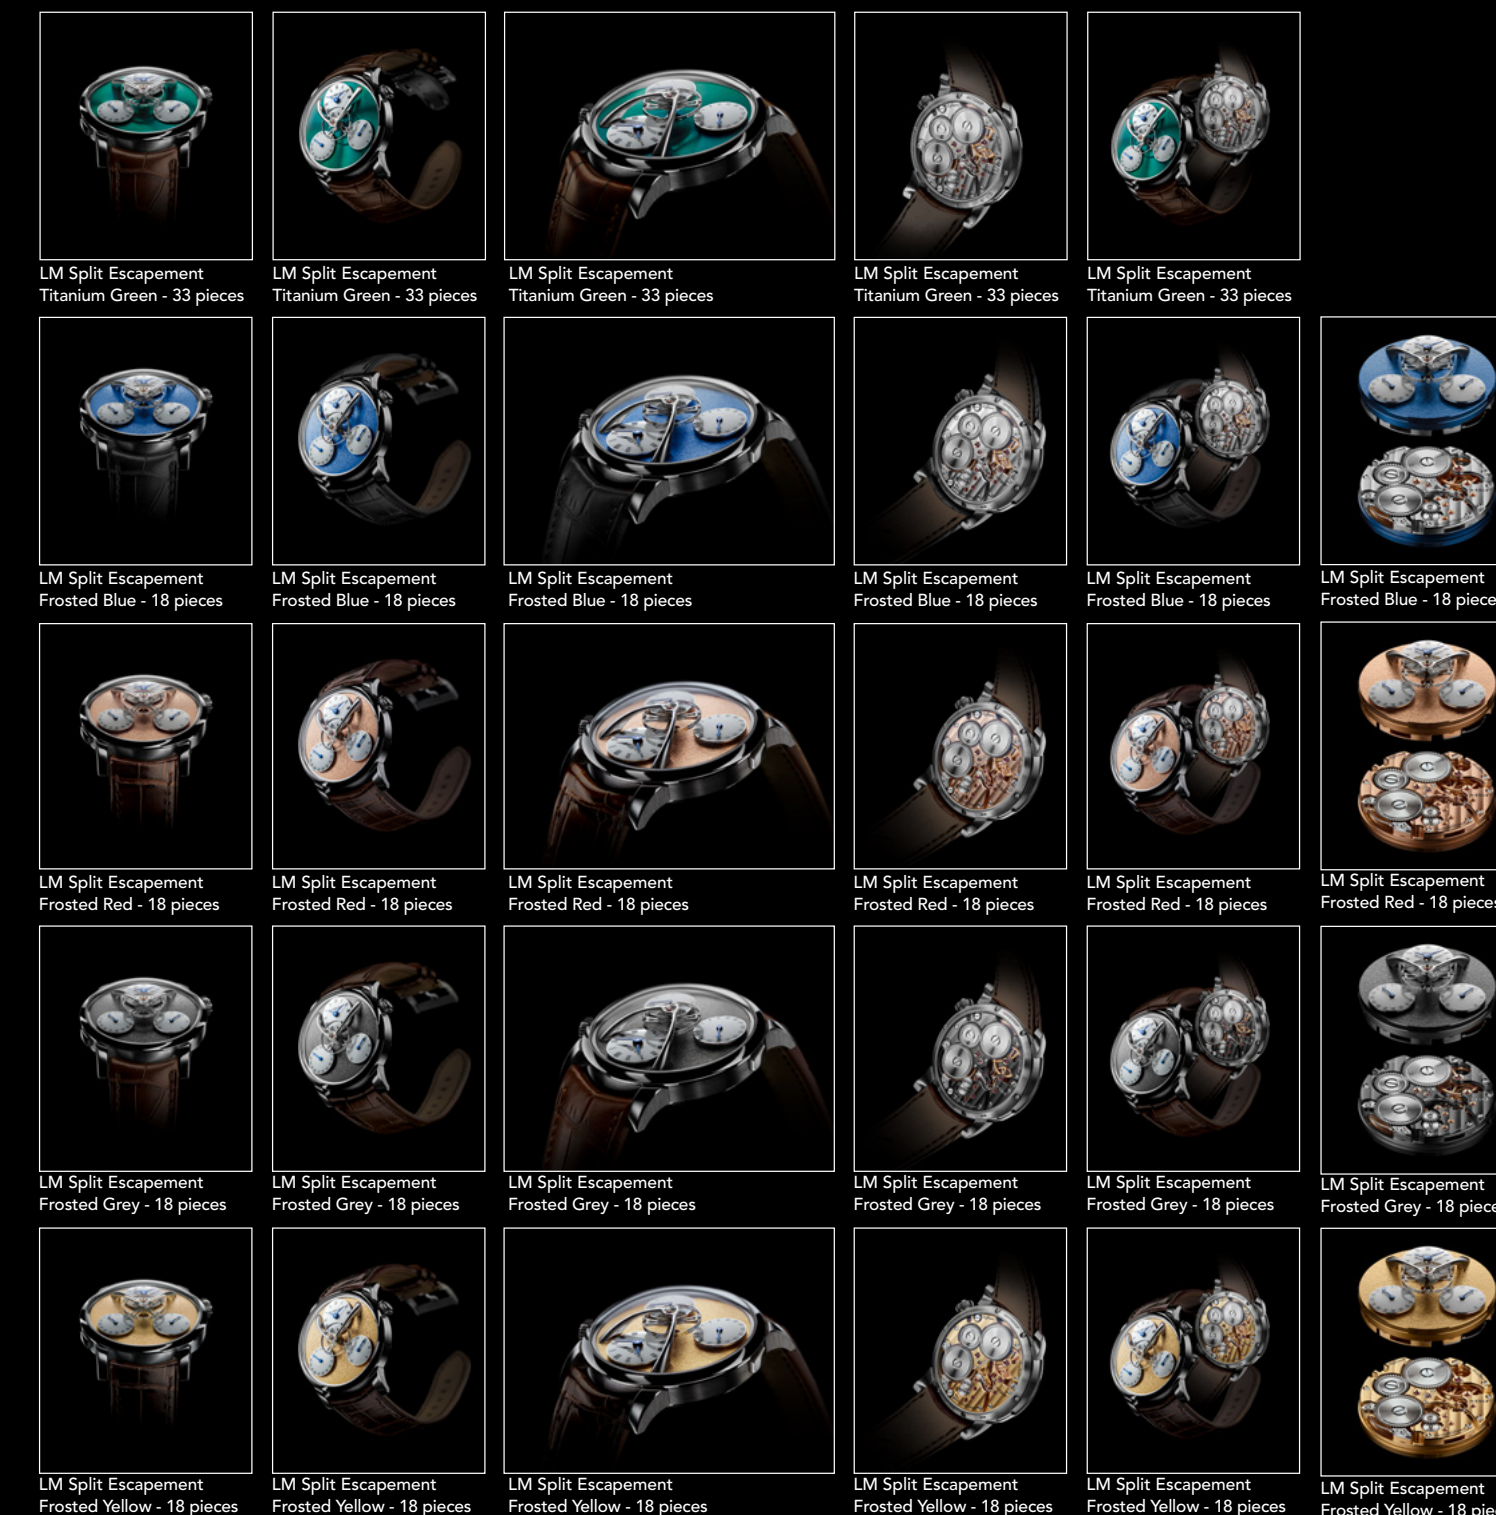 LM Split Escapement
Titanium Green - 33 pieces
LM Split Escapement
Titanium Green - 33 pieces
LM Split Escapement
Titanium Green - 33 pieces
LM Split Escapement
Titanium Green - 33 pieces
LM Split Escapement
Titanium Green - 33 pieces
LM Split Escapement
Frosted Blue - 18 pieces
LM Split Escapement
Frosted Blue - 18 pieces
LM Split Escapement
Frosted Blue - 18 pieces
LM Split Escapement
Frosted Blue - 18 pieces
LM Split Escapement
Frosted Blue - 18 pieces
LM Split Escapement
Frosted Blue - 18 piece
LM Split Escapement
Frosted Red - 18 pieces
LM Split Escapement
Frosted Red - 18 pieces
LM Split Escapement
Frosted Red - 18 pieces
LM Split Escapement
Frosted Red - 18 pieces
LM Split Escapement
Frosted Red - 18 pieces
LM Split Escapement
Frosted Red - 18 pieces
LM Split Escapement
Frosted Grey - 18 pieces
LM Split Escapement
Frosted Grey - 18 pieces
LM Split Escapement
Frosted Grey - 18 pieces
LM Split Escapement
Frosted Grey - 18 pieces
LM Split Escapement
Frosted Grey - 18 pieces
LM Split Escapement
Frosted Grey - 18 piece
LM Split Escapement
Frosted Yellow - 18 pieces
LM Split Escapement
Frosted Yellow - 18 pieces
LM Split Escapement
Frosted Yellow - 18 pieces
LM Split Escapement
Frosted Yellow - 18 pieces
LM Split Escapement
Frosted Yellow - 18 pieces
LM Split Escapement
Frosted Yellow - 18 piec